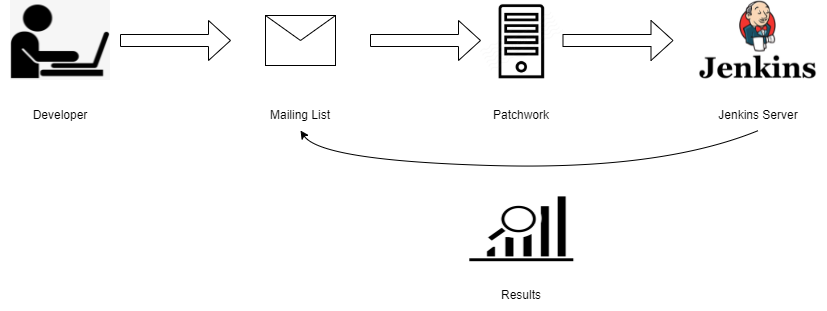 Jenkins
Developer
Mailing List
Patchwork
Jenkins Server
Results